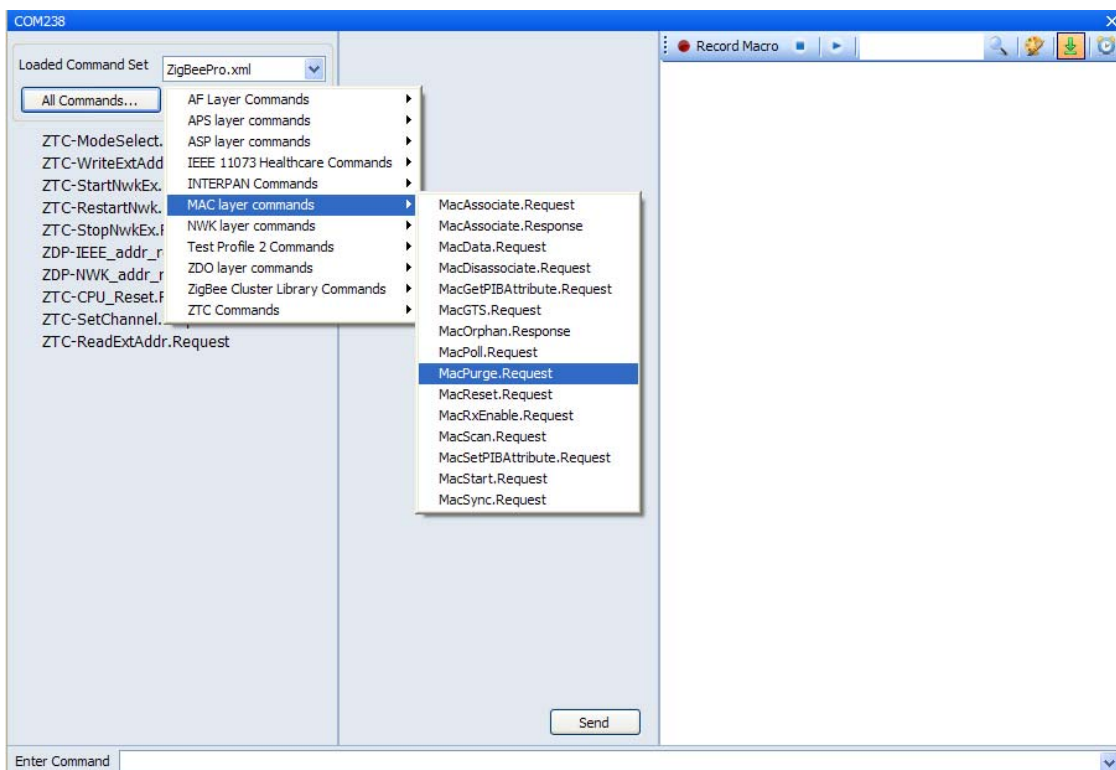 COM238
Loaded Command Set ZigBeePro.xml
All Commands...
ZTC-ModeSelect.
ZTC-WriteExtAdd
ZTC-StartNwkEx.
ZTC-RestartNwk.
ZTC-StopNwkEx.
ZDP-IEEE_addr_r
ZDP-NWK_addr_r
ZTC-CPU_Reset.
ZTC-SetChannel.
ZTC-ReadExtAddr.Request
AF Layer Commands
APS layer commands
ASP layer commands
IEEE 11073 Healthcare Commands
INTERPAN Commands
MAC layer commands
NWK layer commands
Test Profile 2 Commands
ZDO layer commands
ZigBee Cluster Library Commands
ZTC Commands
MacAssociate.Request
MacAssociate.Response
MacData.Request
MacDisassociate.Request
MacGetPIBAttribute.Request
MacGTS.Request
MacOrphan.Response
MacPoll.Request
MacPurge.Request
MacReset.Request
MacRxEnable.Request
MacScan.Request
MacSetPIBAttribute.Request
MacStart.Request
MacSync.Request
Record Macro
Send
Enter Command